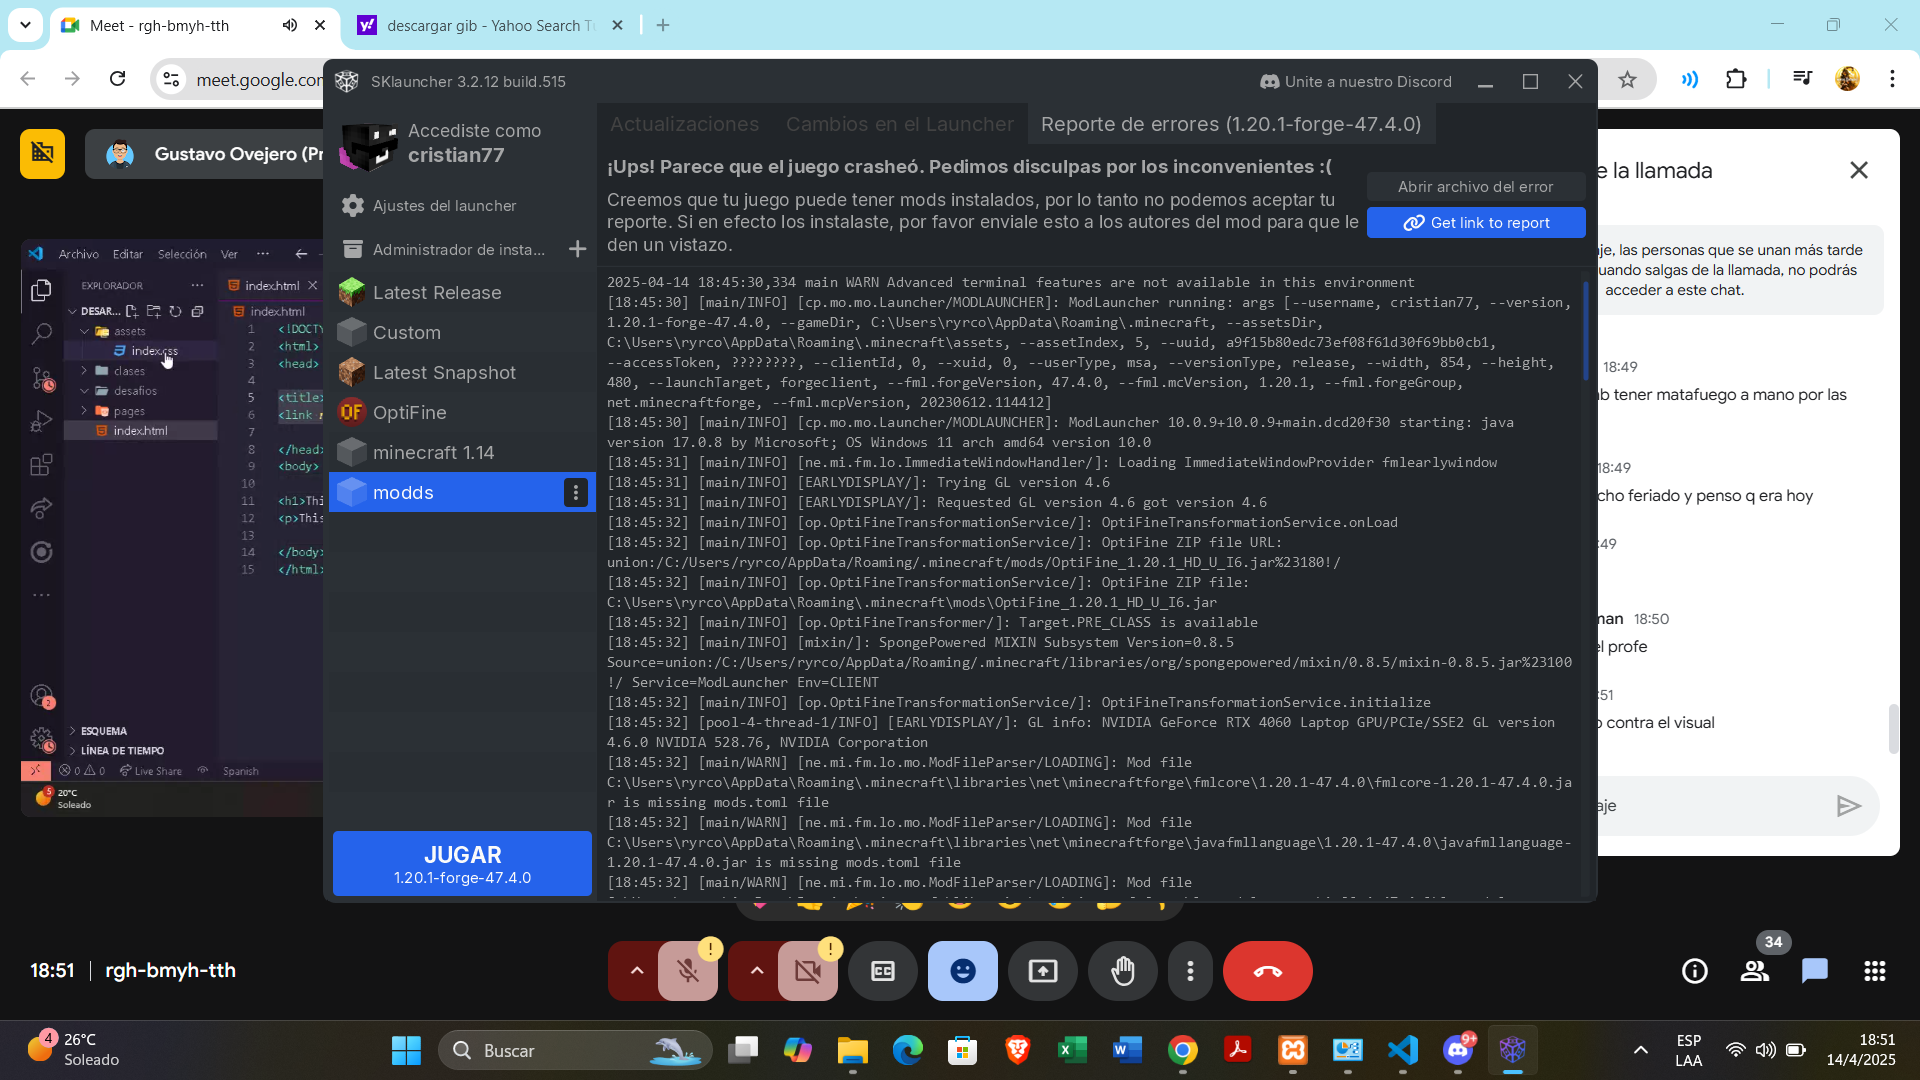 Meet - rgh-bmyh-tth
descargar gib - Yahoo Search
meet.google.com
SKlauncher 3.2.12 build.515
Unite a nuestro Discord
Gustavo Ovejero (Pr
Accediste como
cristian77
Ajustes del launcher
Administrador de insta...
Latest Release
Custom
Latest Snapshot
OF
OptiFine
minecraft 1.14
modds
JUGAR
1.20.1-forge-47.4.0
Actualizaciones
Cambios en el Launcher
Reporte de errores (1.20.1-forge-47.4.0)
¡Ups! Parece que el juego crasheó. Pedimos disculpas por los inconvenientes :(
Creemos que tu juego puede tener mods instalados, por lo tanto no podemos aceptar tu
reporte. Si en efecto los instalaste, por favor enviale esto a los autores del mod para que le
den un vistazo.
Abrir archivo del error
Get link to report
2025-04-14 18:45:30,334 main WARN Advanced terminal features are not available in this environment
[18:45:30] [main/INFO] [cp.mo.mo.Launcher/MODLAUNCHER]: ModLauncher running: args [--username, cristian77, --version,
1.20.1-forge-47.4.0, --gameDir, C:\Users\ryrco\AppData\Roaming\.minecraft, --assetsDir,
C:\Users\ryrco\AppData\Roaming\.minecraft\assets, --assetIndex, 5, --uuid, a9f15b80edc73ef08f61d30f69bb0cb1,
--accessToken, ????????, --clientId, 0, --xuid, 0, --userType, msa, --versionType, release, --width, 854, --height,
480, --launchTarget, forgeclient, --fml.forgeVersion, 47.4.0, --fml.mcVersion, 1.20.1, --fml.forgeGroup,
net.minecraftforge, --fml.mcpVersion, 20230612.114412]
[18:45:30] [main/INFO] [cp.mo.mo.Launcher/MODLAUNCHER]: ModLauncher 10.0.9+10.0.9+main.dcd20f30 starting: java
version 17.0.8 by Microsoft; OS Windows 11 arch amd64 version 10.0
[18:45:31] [main/INFO] [ne.mi.fm.lo.ImmediateWindowHandler/]: Loading ImmediateWindowProvider fmlearlywindow
[18:45:31] [main/INFO] [EARLYDISPLAY/]: Trying GL version 4.6
[18:45:31] [main/INFO] [EARLYDISPLAY/]: Requested GL version 4.6 got version 4.6
[18:45:32] [main/INFO] [op.OptiFineTransformationService/]: OptiFineTransformationService.onLoad
[18:45:32] [main/INFO] [op.OptiFineTransformationService/]: OptiFine ZIP file URL:
union:/C:/Users/ryrco/AppData/Roaming/.minecraft/mods/OptiFine_1.20.1_HD_U_I6.jar%23180!/
[18:45:32] [main/INFO] [op.OptiFineTransformationService/]: OptiFine ZIP file:
C:\Users\ryrco\AppData\Roaming\.minecraft\mods\OptiFine_1.20.1_HD_U_I6.jar
[18:45:32] [main/INFO] [op.OptiFineTransformer/]: Target.PRE_CLASS is available
[18:45:32] [main/INFO] [mixin/]: SpongePowered MIXIN Subsystem Version=0.8.5
Source=union:/C:/Users/ryrco/AppData/Roaming/.minecraft/libraries/org/spongepowered/mixin/0.8.5/mixin-0.8.5.jar%23100
!/ Service=ModLauncher Env=CLIENT
[18:45:32] [main/INFO] [op.OptiFineTransformationService/]: OptiFineTransformationService.initialize
[18:45:32] [pool-4-thread-1/INFO] [EARLYDISPLAY/]: GL info: NVIDIA GeForce RTX 4060 Laptop GPU/PCIe/SSE2 GL version
4.6.0 NVIDIA 528.76, NVIDIA Corporation
[18:45:32] [main/WARN] [ne.mi.fm.lo.mo.ModFileParser/LOADING]: Mod file
C:\Users\ryrco\AppData\Roaming\.minecraft\libraries\net\minecraftforge\fmlcore\1.20.1-47.4.0\fmlcore-1.20.1-47.4.0.ja
r is missing mods.toml file
[18:45:32] [main/WARN] [ne.mi.fm.lo.mo.ModFileParser/LOADING]: Mod file
C:\Users\ryrco\AppData\Roaming\.minecraft\libraries\net\minecraftforge\javafmllanguage\1.20.1-47.4.0\javafmllanguage-
1.20.1-47.4.0.jar is missing mods.toml file
[18:45:32] [main/WARN] [ne.mi.fm.lo.mo.ModFileParser/LOADING]: Mod file
Archivo Editar Selección Ver ...
EXPLORADOR
DESAR...
assets
index.css
clases
desafios
pages
index.html
ESQUEMA
LÍNEA DE TIEMPO
index.html
index.html
1 <!DOCTY
2 <html>
3 <head>
4
5 <title>
6 <link
7
8 </head>
9 <body>
10
11 <h1>Thi
12 <p>This
13
14 </body>
15 </html>
0 0 Live Share Spanish
20°C
Soleado
e la llamada
je, las personas que se unan más tarde
uando salgas de la llamada, no podrás
acceder a este chat.
18:49
ab tener matafuego a mano por las
18:49
cho feriado y penso q era hoy
:49
man 18:50
el profe
:51
o contra el visual
aje
18:51 | rgh-bmyh-tth
34
4
26°C
Soleado
Buscar
9+
ESP
LAA
18:51
14/4/2025